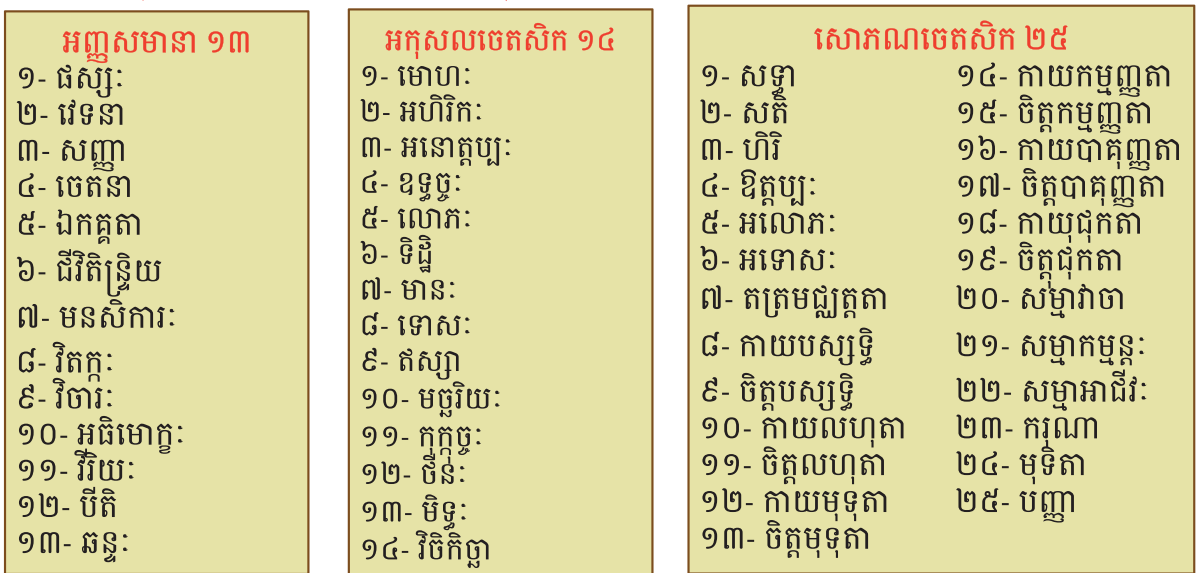 អញ្ញសមានា ១៣
១- ផស្សៈ
២- វេទនា
៣- សញ្ញា
៤- ចេតនា
៥- ឯកគ្គតា
៦- ជីវិតិន្ទ្រិយ
៧- មនសិការៈ
៨- វិតក្កៈ
៩- វិចារៈ
១០- អធិមោក្ខៈ
១១- វីរិយៈ
១២- បីតិ
១៣- ឆន្ទៈ
អកុសលចេតសិក ១៤
១- មោហៈ
២- អហិរិកៈ
៣- អនោត្តប្បៈ
៤- ឧទ្ធច្ចៈ
៥- លោភៈ
៦- ទិដ្ឋិ
៧- មានៈ
៨- ទោសៈ
៩- ឥស្សា
១០- មច្ឆរិយៈ
១១- កុក្កុច្ចៈ
១២- ថីនៈ
១៣- មិទ្ធៈ
១៤- វិចិកិច្ឆា
សោភណចេតសិក ២៥
១- សទ្ធា
២- សតិ
៣- ហិរិ
៤- ឱត្តប្បៈ
៥- អលោភៈ
៦- អទោសៈ
៧- តត្រមជ្ឈត្តតា
៨- កាយបស្សទ្ធិ
៩- ចិត្តបស្សទ្ធិ
១០- កាយលហុតា
១១- ចិត្តលហុតា
១២- កាយមុទុតា
១៣- ចិត្តមុទុតា
១៤- កាយកម្មញ្ញតា
១៥- ចិត្តកម្មញ្ញតា
១៦- កាយបាគុញ្ញតា
១៧- ចិត្តបាគុញ្ញតា
១៨- កាយុជុកតា
១៩- ចិត្តុជុកតា
២០- សម្មាវាចា
២១- សម្មាកម្មន្តៈ
២២- សម្មាអាជីវៈ
២៣- ករុណា
២៤- មុទិតា
២៥- បញ្ញា